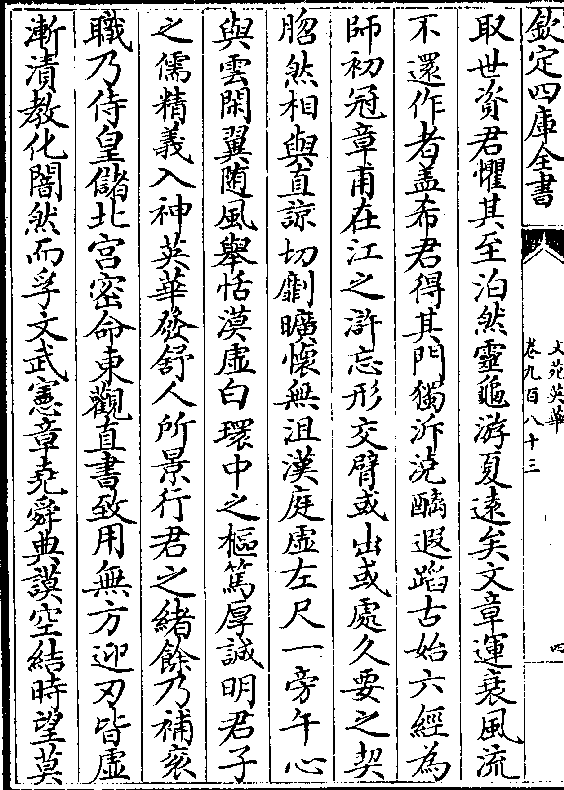 欽定四庫全書
文苑英華
卷九百八十三
四
取世資君懼其至泊然靈龜游夏遠矣文章運衰風流
不還作者盖希君得其門獨泝澆醨遐蹈古始六經為
師初冠章甫在江之滸忘形交臂或出或處久要之契
脗然相與直諒切劘曠懷無沮漢庭虛左尺一旁午心
與雲閑翼随風舉恬漠虛白環中之樞篤厚誠明君子
之儒精義入神英華發舒人所景行君之緒餘乃補衮
職乃侍皇儲北宫密命東觀直書致用無方迎刃皆虛
漸漬教化闇然而孚文武憲章堯舜典謨空結時望莫